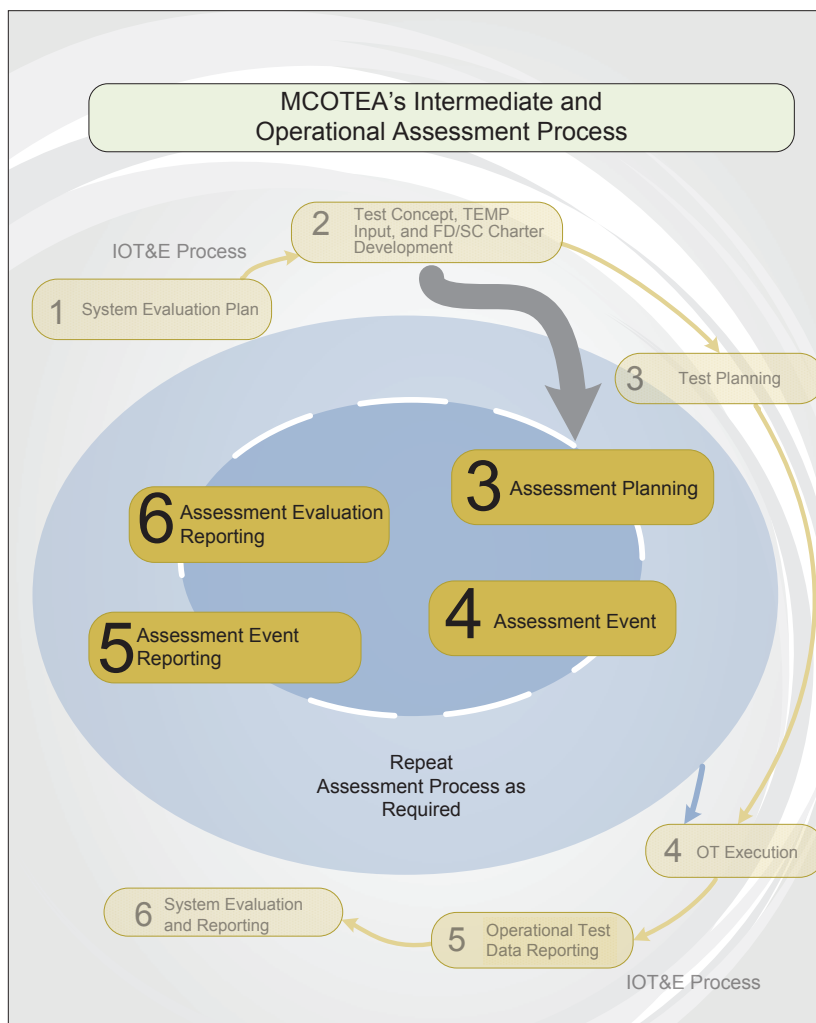 MCOTEA's Intermediate and
Operational Assessment Process
2
Test Concept, TEMP
Input, and FD/SC Charter
Development
IOT&E Process
1 System Evaluation Plan
3 Test Planning
3 Assessment Planning
6 Assessment Evaluation
Reporting
4 Assessment Event
5 Assessment Event
Reporting
Repeat
Assessment Process as
Required
4 OT Execution
6 System Evaluation
and Reporting
5 Operational Test
Data Reporting
IOT&E Process